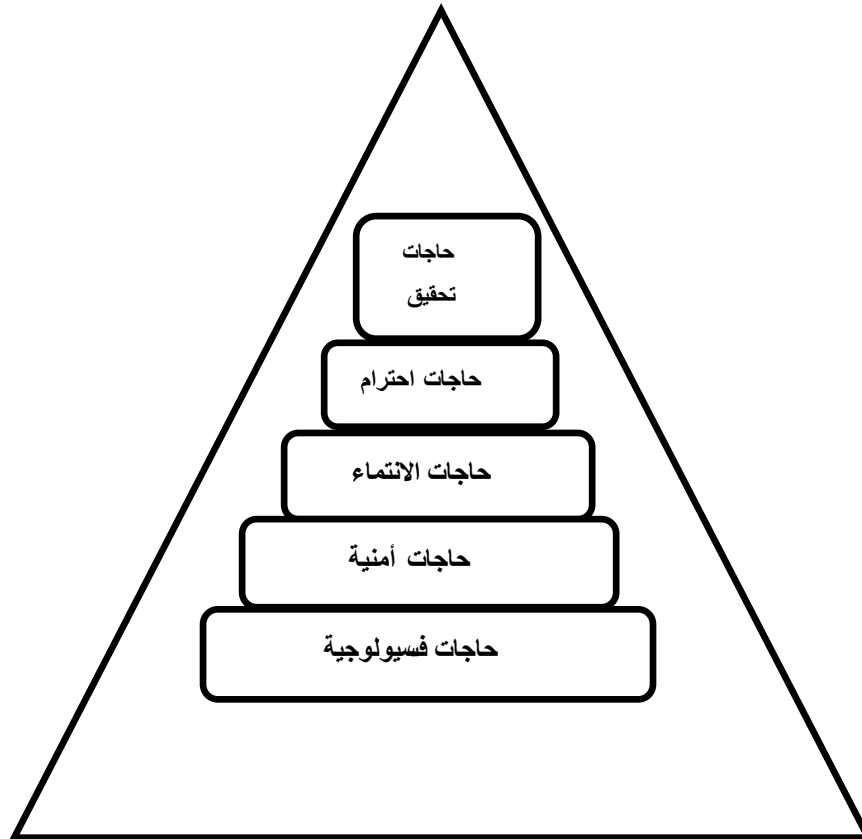 حاجات
تحقيق
حاجات احترام
حاجات الانتماء
حاجات أمنية
حاجات فسيولوجية